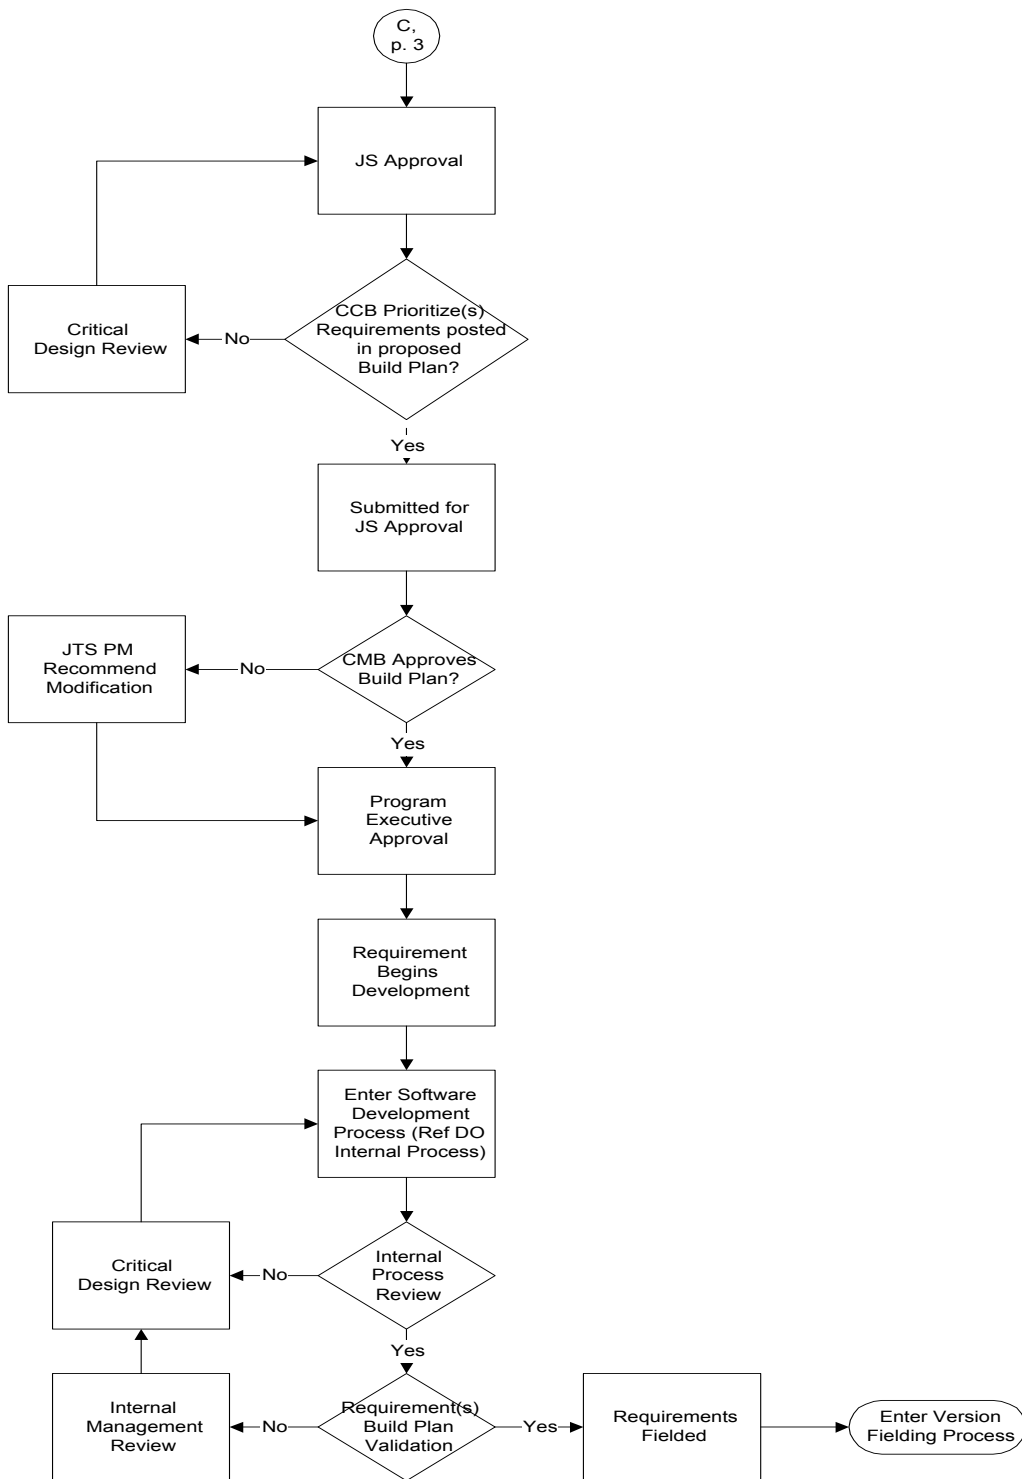 C,
p. 3
JS Approval
CCB Prioritize(s)
Requirements posted
in proposed
Build Plan?
No
Critical
Design Review
Yes
Submitted for
JS Approval
CMB Approves
Build Plan?
No
JTS PM
Recommend
Modification
Yes
Program
Executive
Approval
Requirement
Begins
Development
Enter Software
Development
Process (Ref DO
Internal Process)
Internal
Process
Review
No
Critical
Design Review
Yes
Requirement(s)
Build Plan
Validation
No
Internal
Management
Review
Yes
Requirements
Fielded
Enter Version
Fielding Process